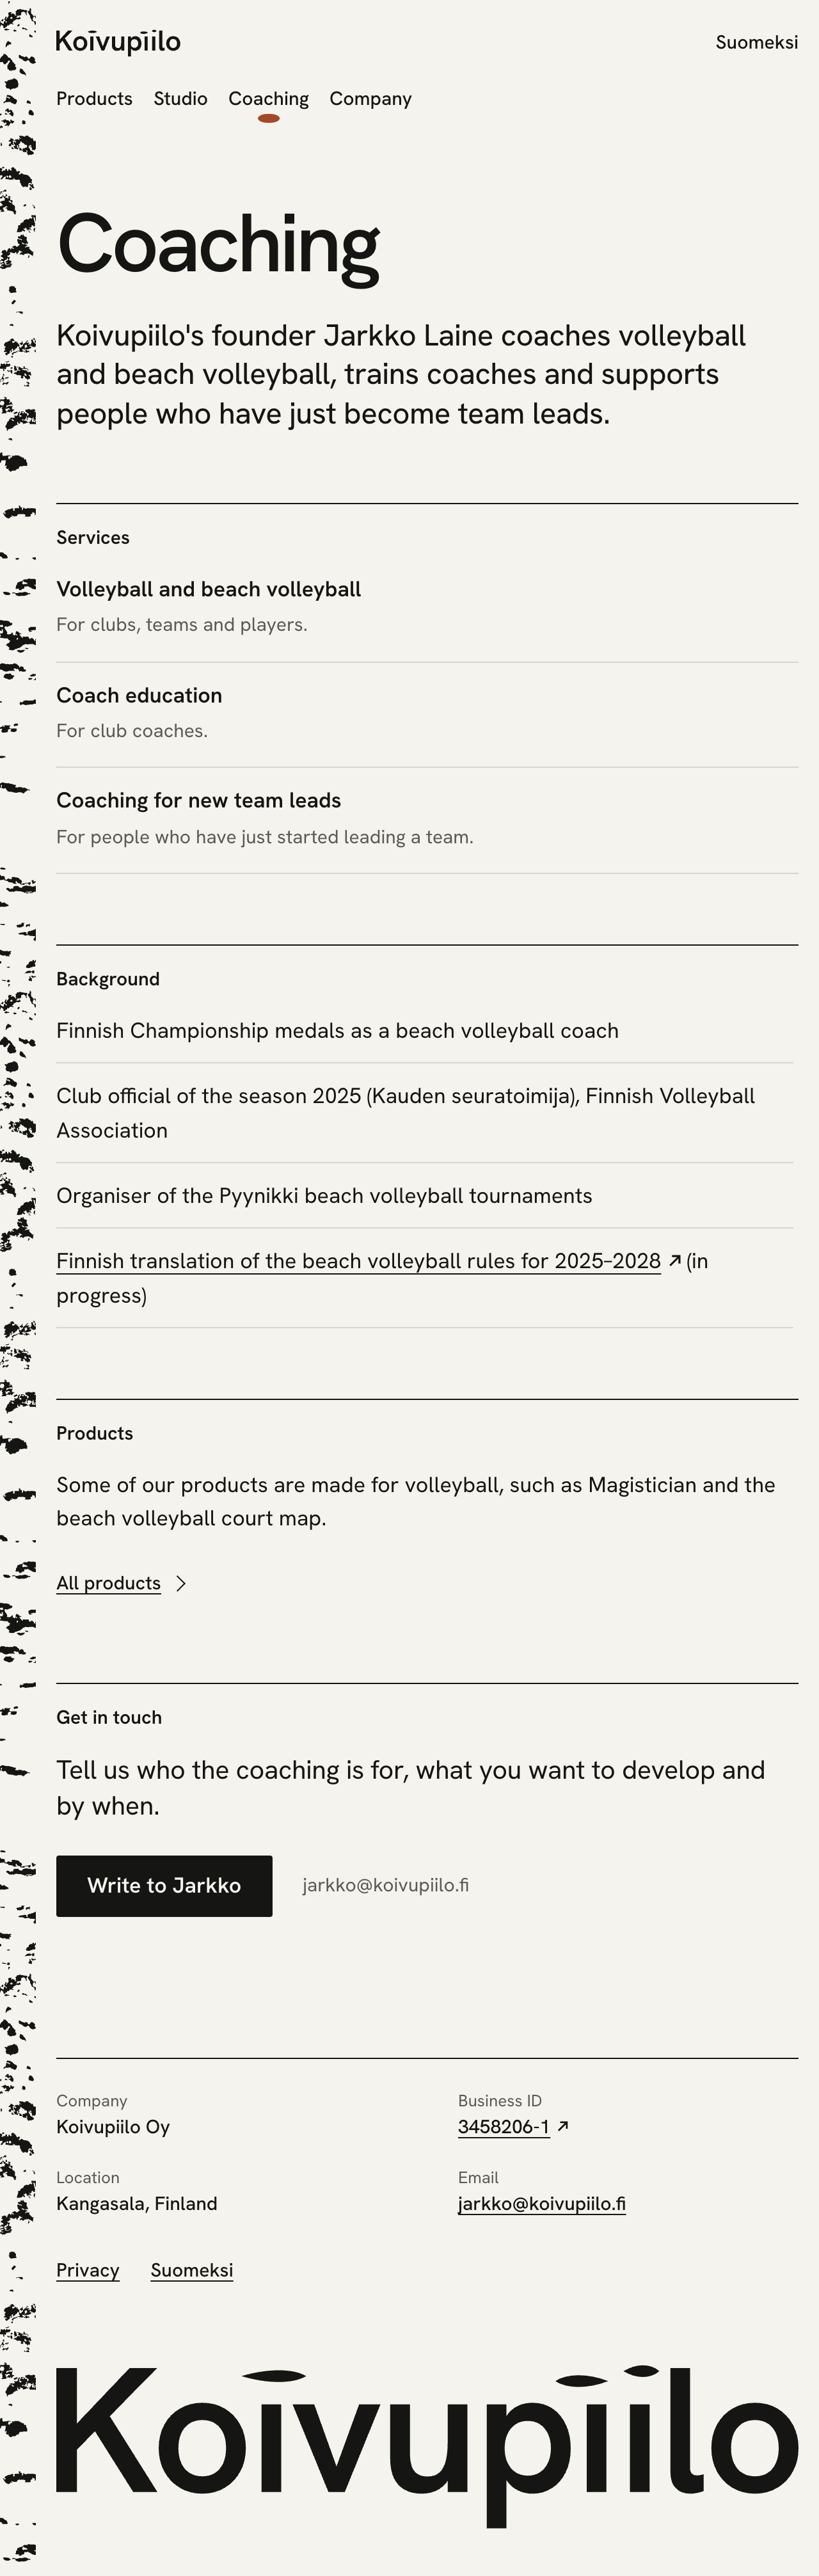 Koivupiilo
Suomeksi
Products Studio Coaching Company
Coaching
Koivupiilo's founder Jarkko Laine coaches volleyball
and beach volleyball, trains coaches and supports
people who have just become team leads.
Services
Volleyball and beach volleyball
For clubs, teams and players.
Coach education
For club coaches.
Coaching for new team leads
For people who have just started leading a team.
Background
Finnish Championship medals as a beach volleyball coach
Club official of the season 2025 (Kauden seuratoimija), Finnish Volleyball
Association
Organiser of the Pyynikki beach volleyball tournaments
Finnish translation of the beach volleyball rules for 2025–2028 ↗ (in
progress)
Products
Some of our products are made for volleyball, such as Magistician and the
beach volleyball court map.
All products
Get in touch
Tell us who the coaching is for, what you want to develop and
by when.
Write to Jarkko
jarkko@koivupiilo.fi
Company
Koivupiilo Oy
Business ID
3458206-1 ↗
Location
Kangasala, Finland
Email
jarkko@koivupiilo.fi
Privacy Suomeksi
Koivupiilo